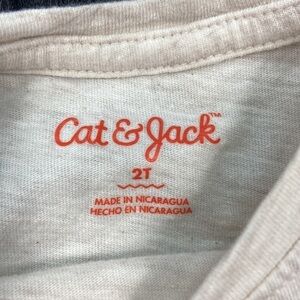 Cat & Jack™
2T
MADE IN NICARAGUA
HECHO EN NICARAGUA